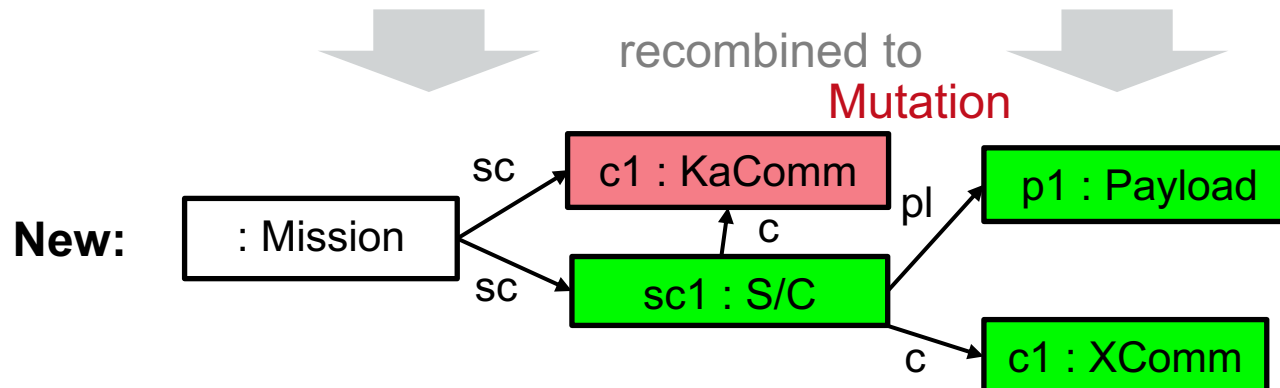 recombined to
Mutation
sc
c1 : KaComm
p1 : Payload
pl
c
New:
: Mission
sc
sc1 : S/C
c
c1 : XComm